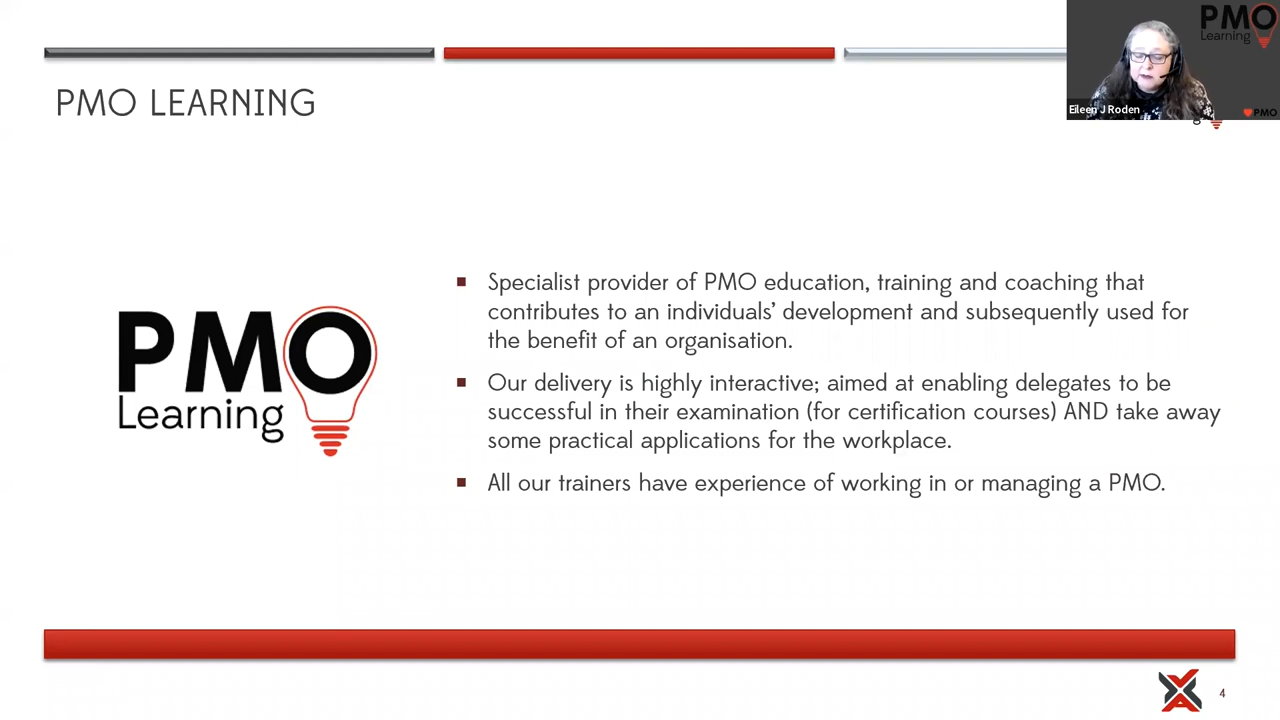 PMO
Learning
Eileen J Roden
PMO
PMO LEARNING
PMO
Learning
Specialist provider of PMO education, training and coaching that
contributes to an individuals’ development and subsequently used for
the benefit of an organisation.
Our delivery is highly interactive; aimed at enabling delegates to be
successful in their examination (for certification courses) AND take away
some practical applications for the workplace.
All our trainers have experience of working in or managing a PMO.
4